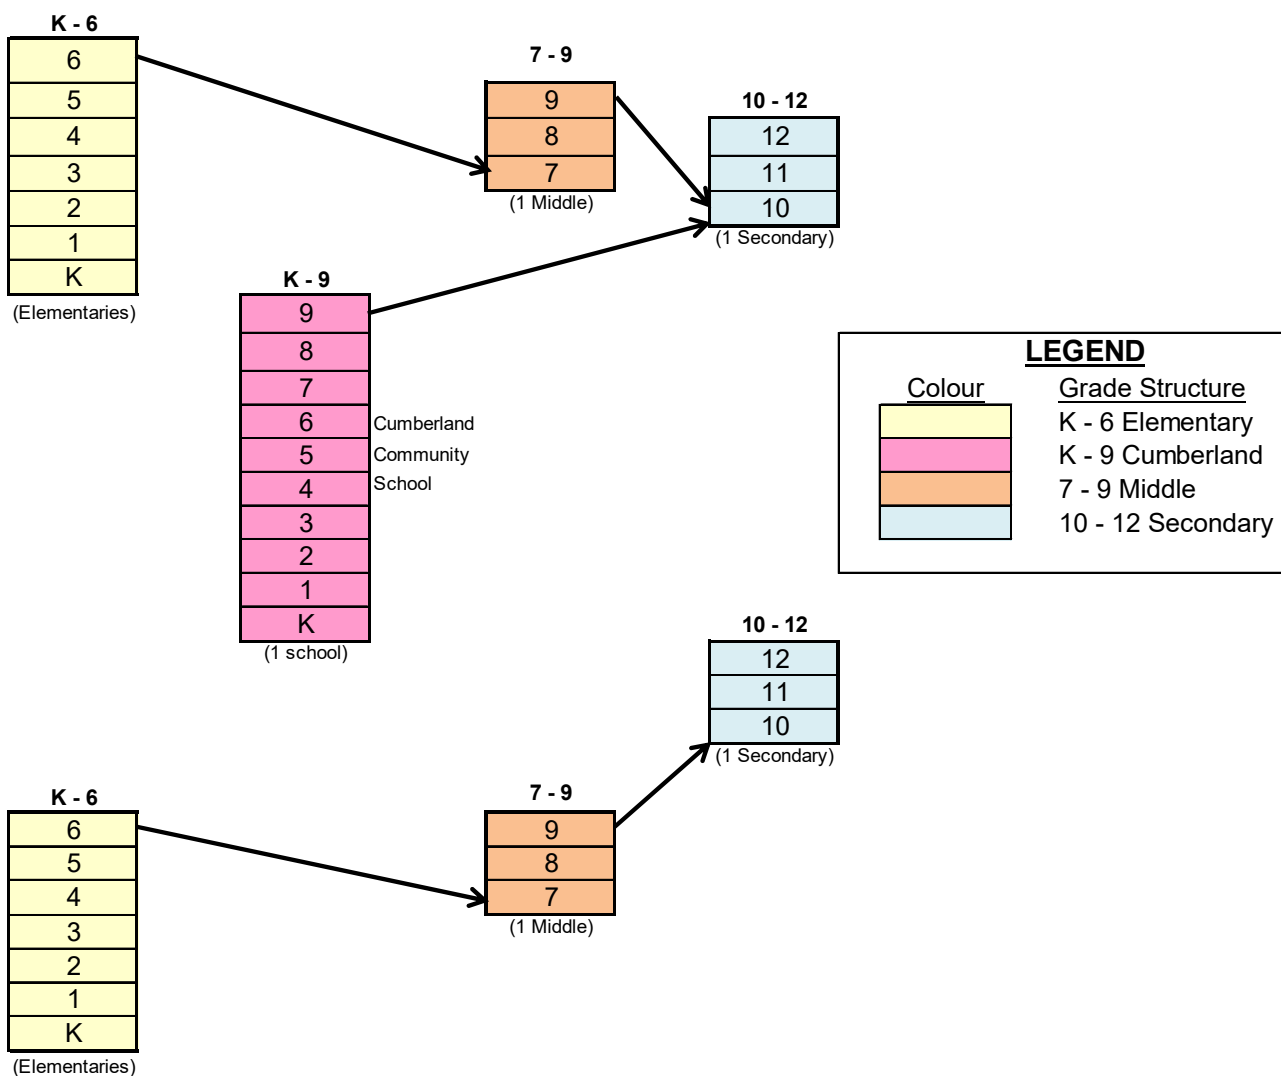 K - 6
6
5
4
3
2
1
K
(Elementaries)
7 - 9
9
8
7
(1 Middle)
10 - 12
12
11
10
(1 Secondary)
K - 9
9
8
7
6
5
4
3
2
1
K
(1 school)
Cumberland
Community
School
LEGEND
Colour Grade Structure
K - 6 Elementary
K - 9 Cumberland
7 - 9 Middle
10 - 12 Secondary
10 - 12
12
11
10
(1 Secondary)
K - 6
6
5
4
3
2
1
K
(Elementaries)
7 - 9
9
8
7
(1 Middle)